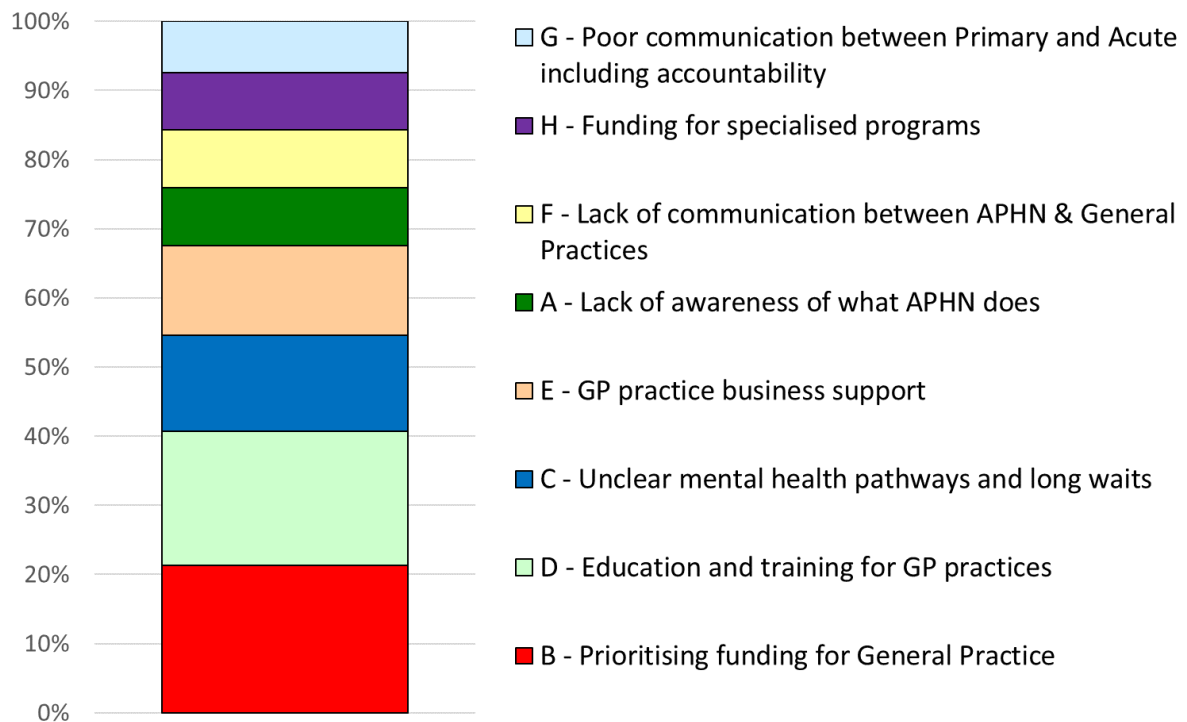 100%
90%
80%
70%
60%
50%
40%
30%
20%
10%
0%
G - Poor communication between Primary and Acute
including accountability
H - Funding for specialised programs
F - Lack of communication between APHN & General
Practices
A - Lack of awareness of what APHN does
E - GP practice business support
C - Unclear mental health pathways and long waits
D - Education and training for GP practices
B - Prioritising funding for General Practice